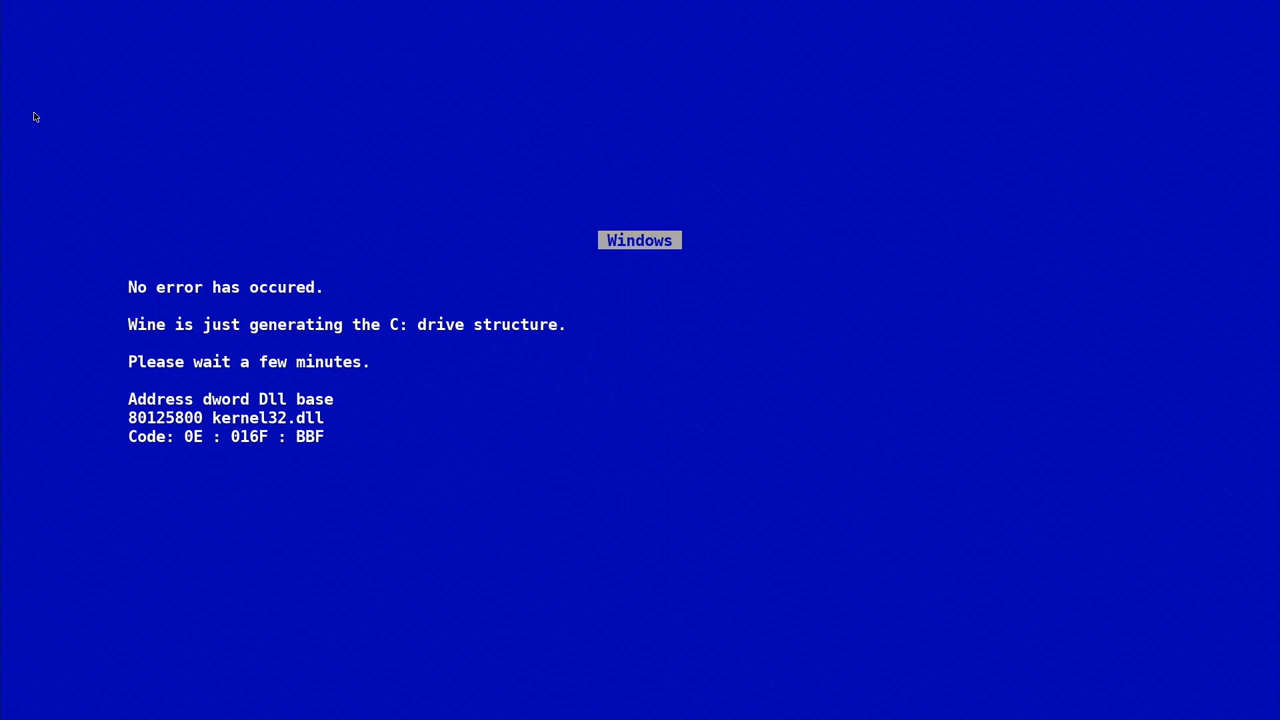 Windows
No error has occured.
Wine is just generating the C: drive structure.
Please wait a few minutes.
Address dword Dll base
80125800 kernel32.dll
Code: 0E : 016F : BBF